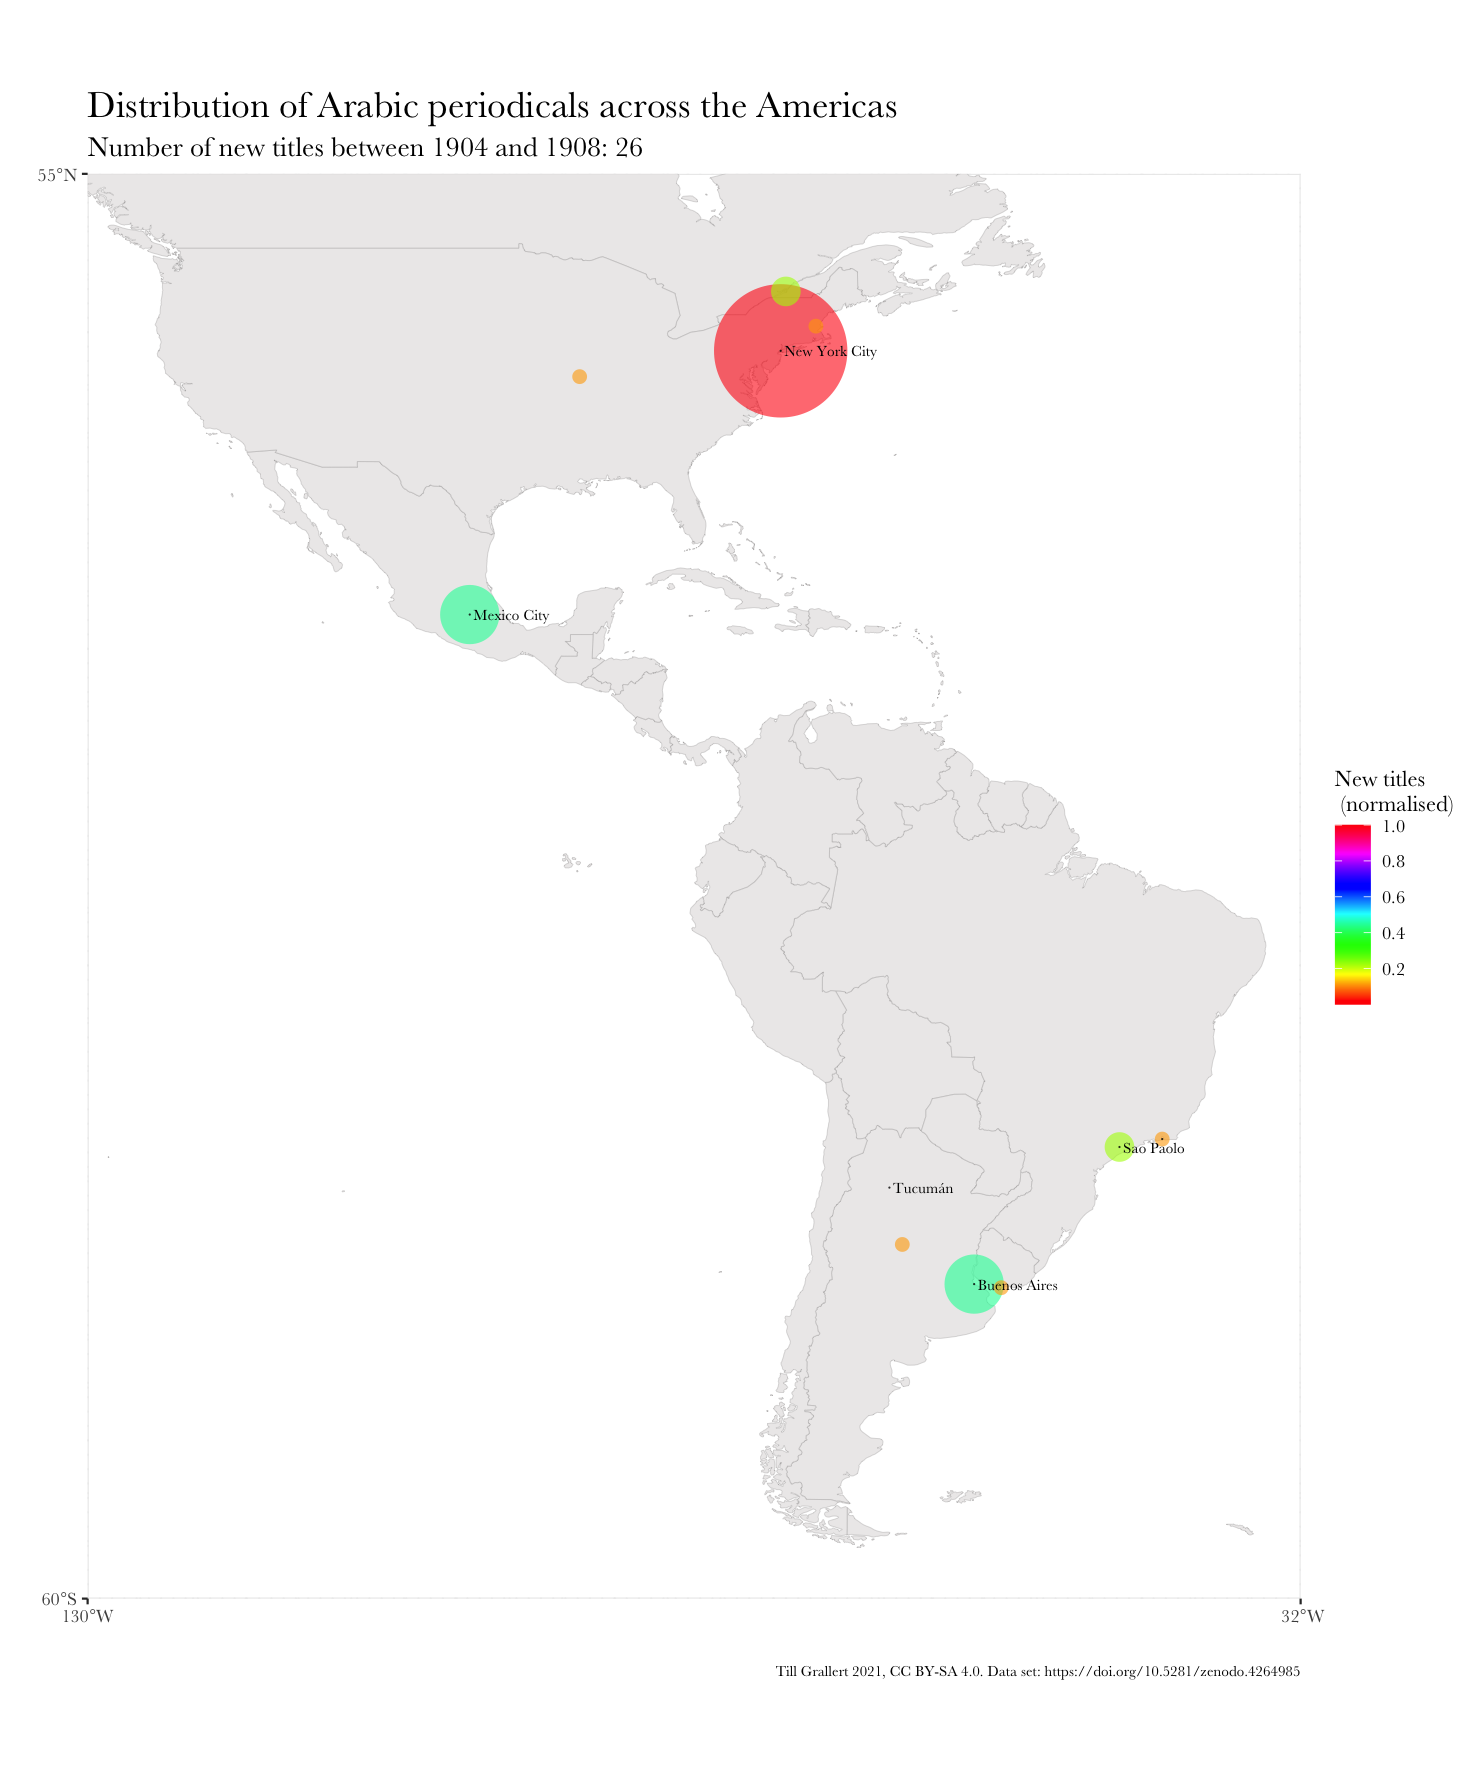 Distribution of Arabic periodicals across the Americas
Number of new titles between 1904 and 1908: 26
55°N
New York City
Mexico City
New titles
(normalised)
1.0
0.8
0.6
0.4
0.2
Sao Paolo
Tucumán
Buenos Aires
60°S
130°W
32°W
Till Grallert 2021, CC BY-SA 4.0. Data set: https://doi.org/10.5281/zenodo.4264985